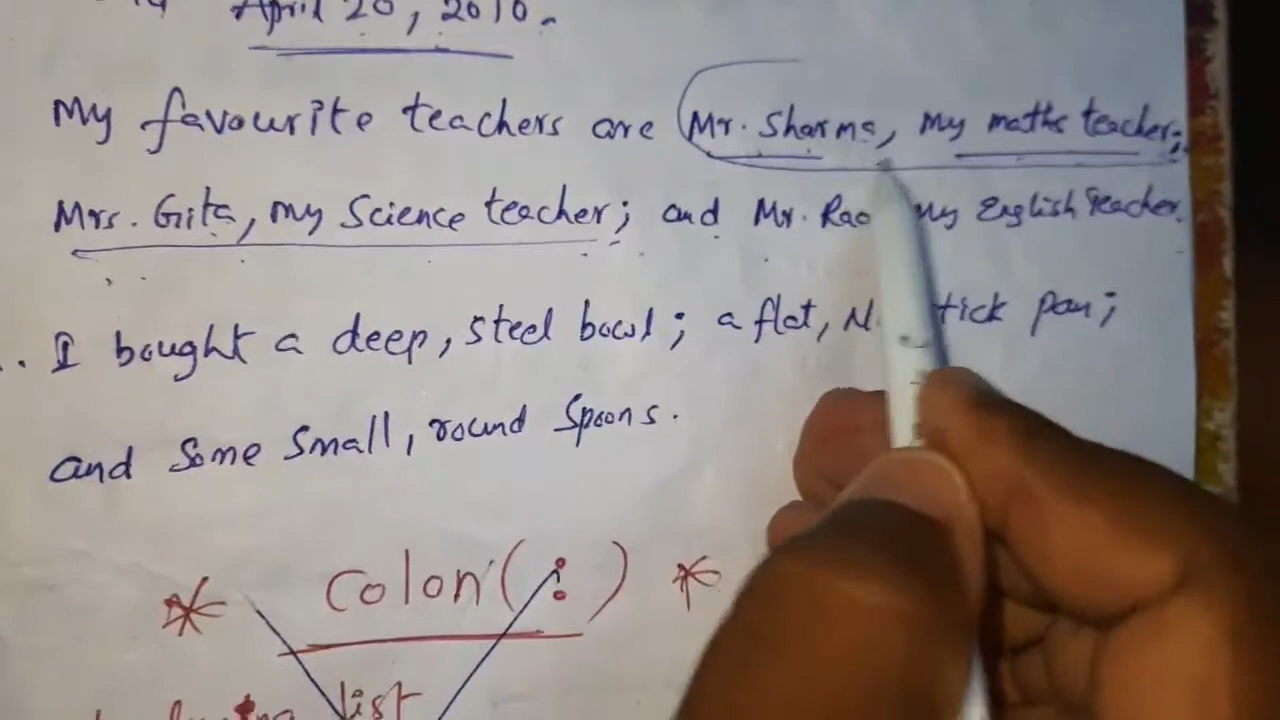 April 20, 2010.
My favourite teachers are Mr. Sharma, My maths teacher;
Mrs. Gita, my Science teacher; and Mr. Rao My English teacher.
. I bought a deep, steel bowl; a flat, N tick pan;
and Some Small, round Spoons.
* Colon (:) *
list